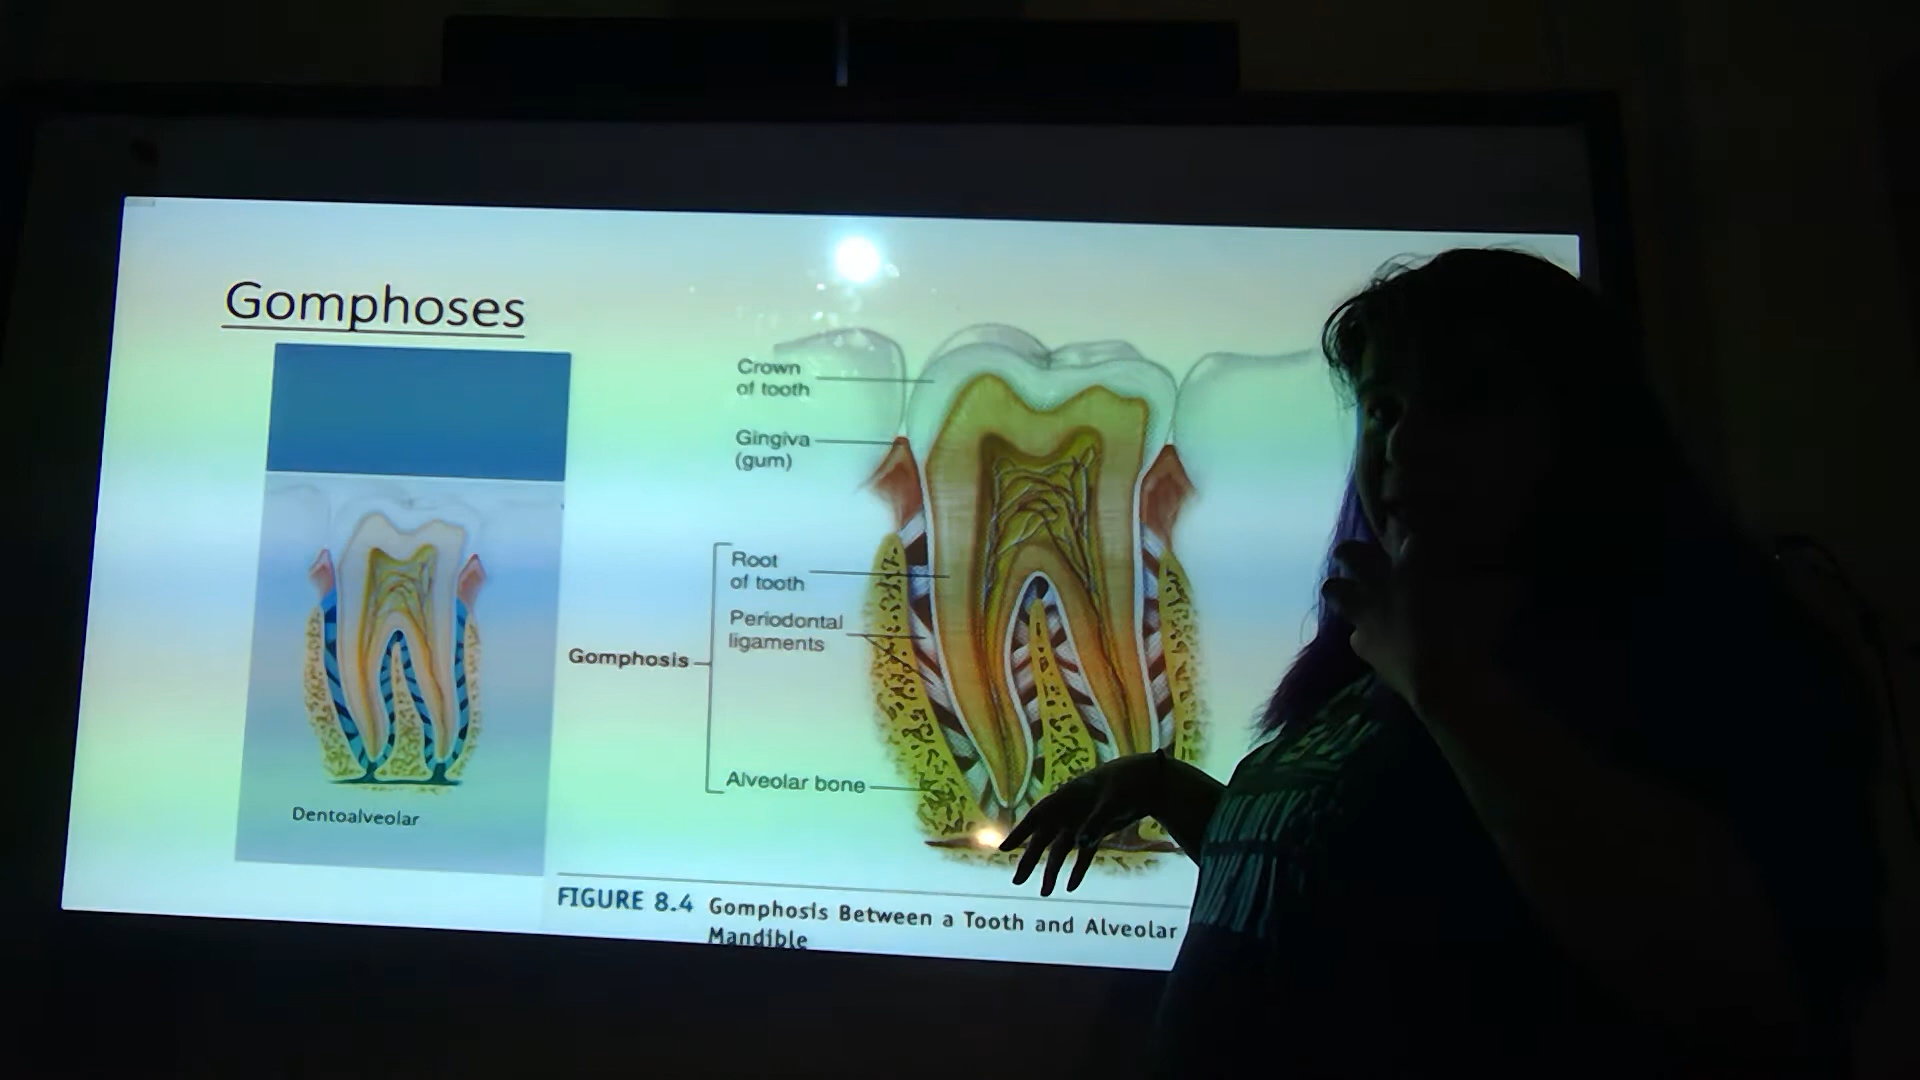 Gomphoses
Crown
of tooth
Gingiva
(gum)
Root
of tooth
Periodontal
ligaments
Gomphosis
Alveolar bone
Dentoalveolar
FIGURE 8.4 Gomphosis Between a Tooth and Alveolar
Mandible